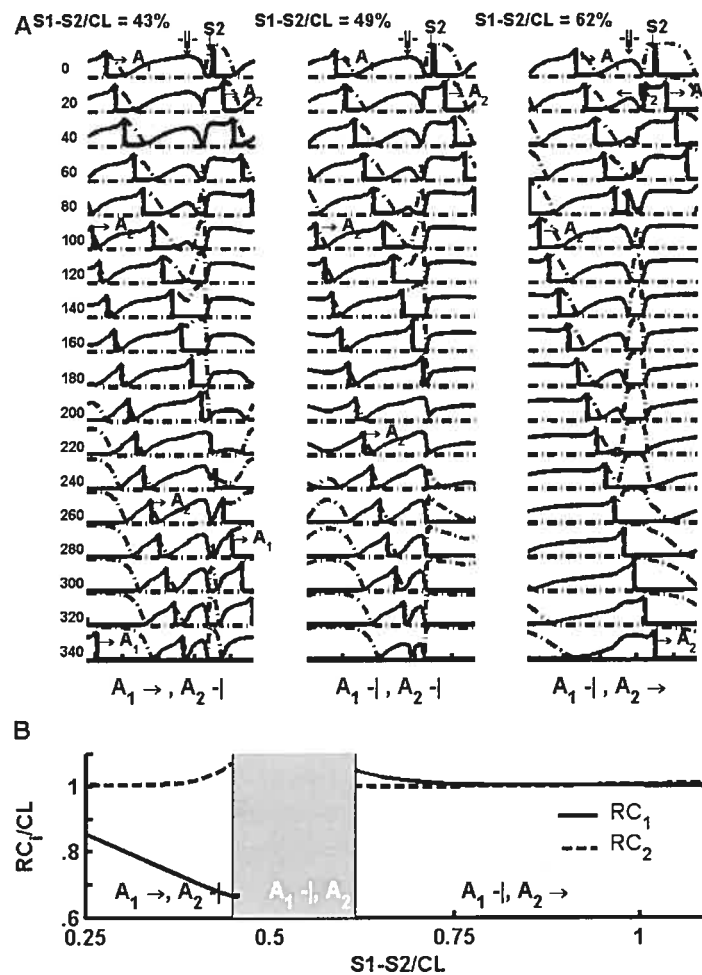 A S1-S2/CL = 43% S1-S2/CL = 49% S1-S2/CL = 62%
S2 S2 S2
0 → A₁ → A → A
20 → A₂ → A₂ ← → A
40
60
80
100 → A₂ → A₂ → A₂
120
140
160
180
200
220 → A₂
240
260 → A₂
280 → A₁
300
320
340 → A₁ → A₂
A₁ →, A₂ ⊣ A₁ ⊣, A₂ ⊣ A₁ ⊣, A₂ →
B
RCᵢ/CL
1
.8
.6
RC₁
RC₂
A₁ →, A₂ ⊣ A₁ ⊣, A₂ A₁ ⊣, A₂ →
0.25 0.5 0.75 1
S1-S2/CL